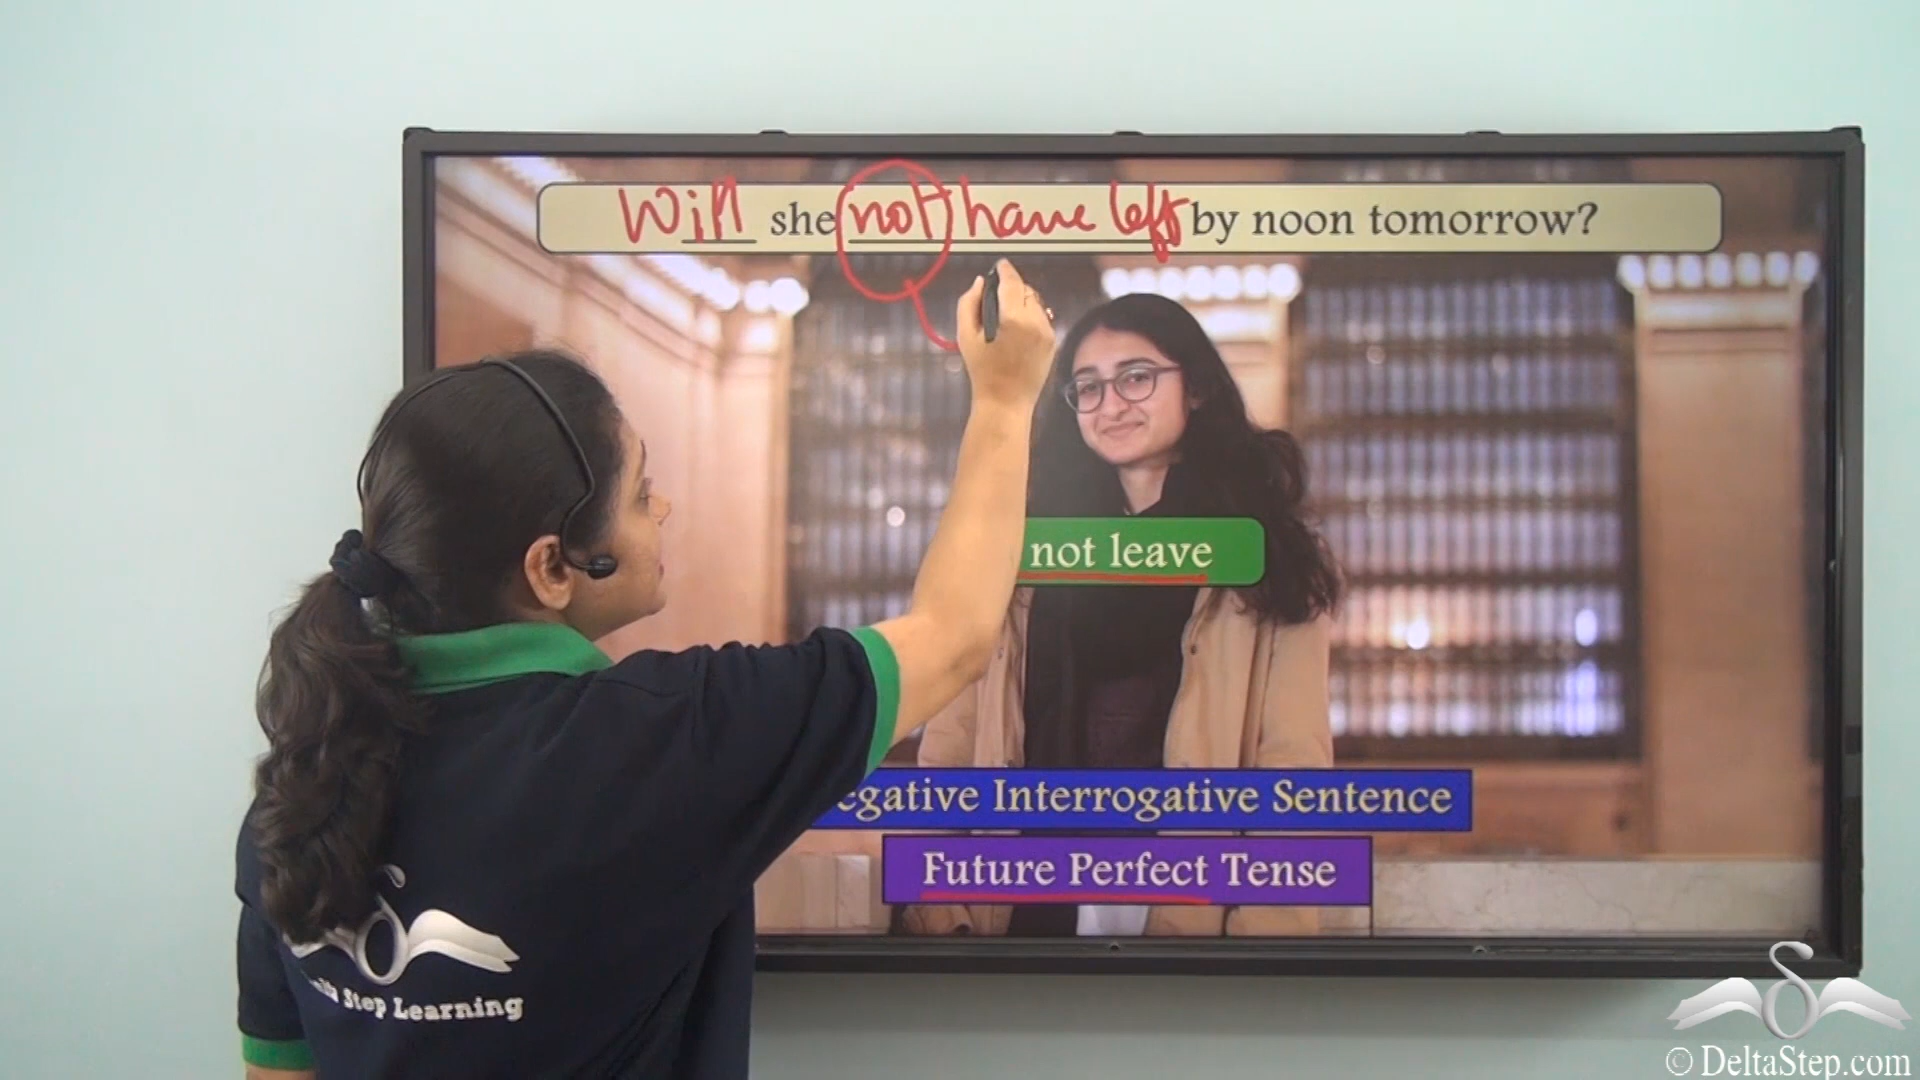 Will she not have left by noon tomorrow?
not leave
egative Interrogative Sentence
Future Perfect Tense
Step Learning
© DeltaStep.com